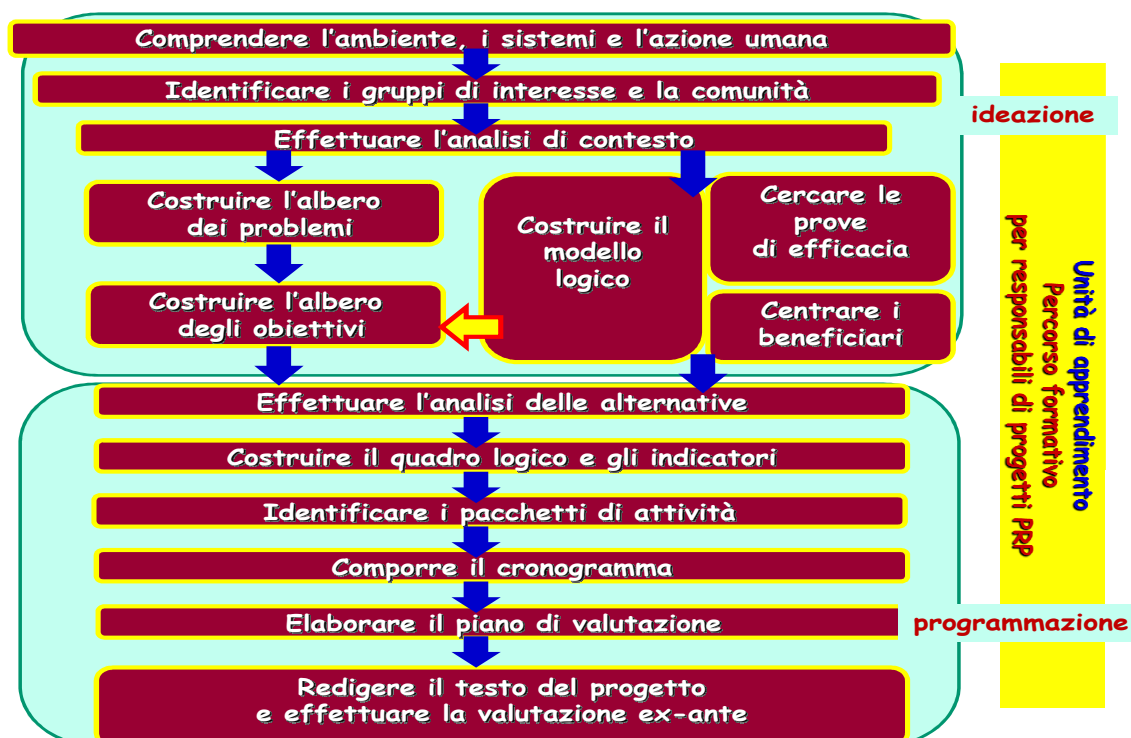 Comprendere l'ambiente, i sistemi e l'azione umana
Identificare i gruppi di interesse e la comunità
ideazione
Effettuare l'analisi di contesto
Costruire l'albero
dei problemi
Costruire il
modello
logico
Cercare le
prove
di efficacia
Costruire l'albero
degli obiettivi
Centrare i
beneficiari
Effettuare l'analisi delle alternative
Costruire il quadro logico e gli indicatori
Identificare i pacchetti di attività
Comporre il cronogramma
Elaborare il piano di valutazione
programmazione
Redigere il testo del progetto
e effettuare la valutazione ex-ante
Unità di apprendimento
Percorso formativo
per responsabili di progetti PRP